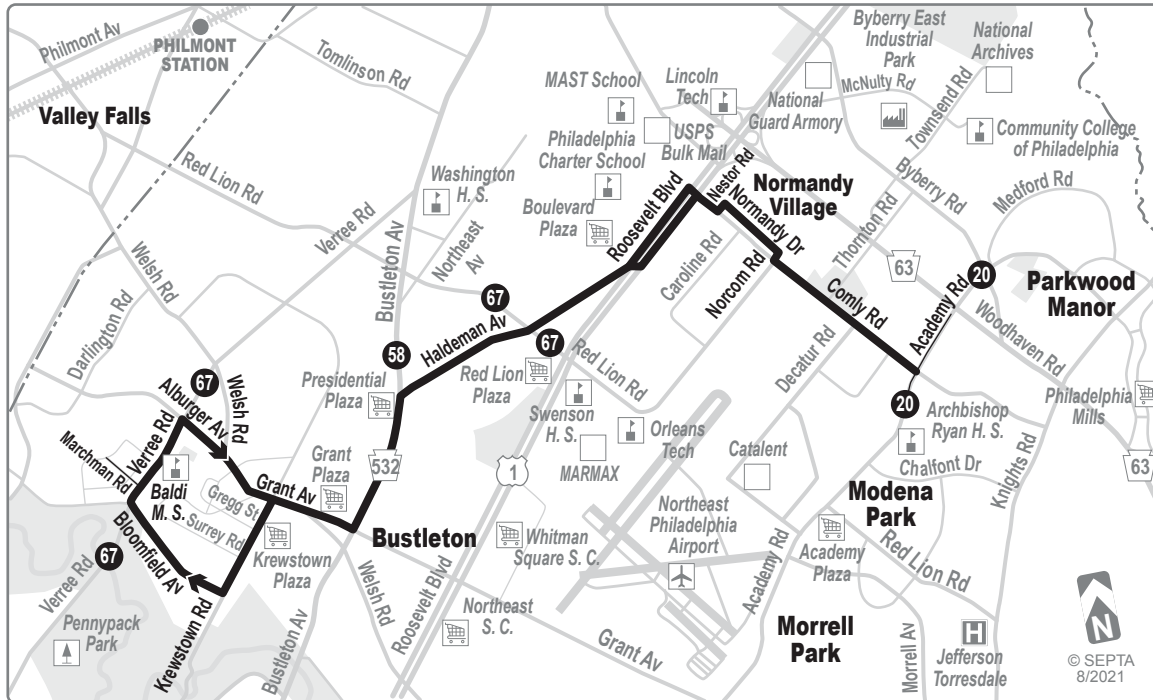 Philmont Av
PHILMONT
STATION
Tomlinson Rd
Valley Falls
Red Lion Rd
Welsh Rd
Darlington Rd
Verree Rd
Washington
H. S.
Northeast
Av
Bustleton Av
MAST School
Philadelphia
Charter School
Boulevard
Plaza
Lincoln
Tech
USPS
Bulk Mail
National
Guard Armory
Byberry East
Industrial
Park
McNulty Rd
National
Archives
Townsend Rd
Community College
of Philadelphia
Byberry Rd
Medford Rd
Roosevelt Blvd
Nestor Rd
Normandy
Village
Normandy Dr
Caroline Rd
Norcom Rd
Thornton Rd
63
Comly Rd
Academy Rd
20
Parkwood
Manor
Woodhaven Rd
Decatur Rd
67
Haldeman Av
58
67
Red Lion
Plaza
Red Lion Rd
Presidential
Plaza
67
Alburger Av
Welsh Rd
Verree Rd
Marchman Rd
Baldi
M. S.
Gregg St
Surrey Rd
Grant Av
Grant
Plaza
532
Bloomfield Av
67
Verree Rd
Krewstown
Plaza
Krewstown Rd
Pennypack
Park
Bustleton Av
Bustleton
Welsh Rd
Roosevelt Blvd
1
Swenson
H. S.
MARMAX
Orleans
Tech
Whitman
Square S. C.
Northeast
S. C.
Grant Av
Catalent
Northeast
Philadelphia
Airport
Academy Rd
20
Archbishop
Ryan H. S.
Chalfont Dr
Modena
Park
Academy
Plaza
Red Lion Rd
Knights Rd
Philadelphia
Mills
63
Morrell
Park
Morrell Av
H
Jefferson
Torresdale
N
© SEPTA
8/2021